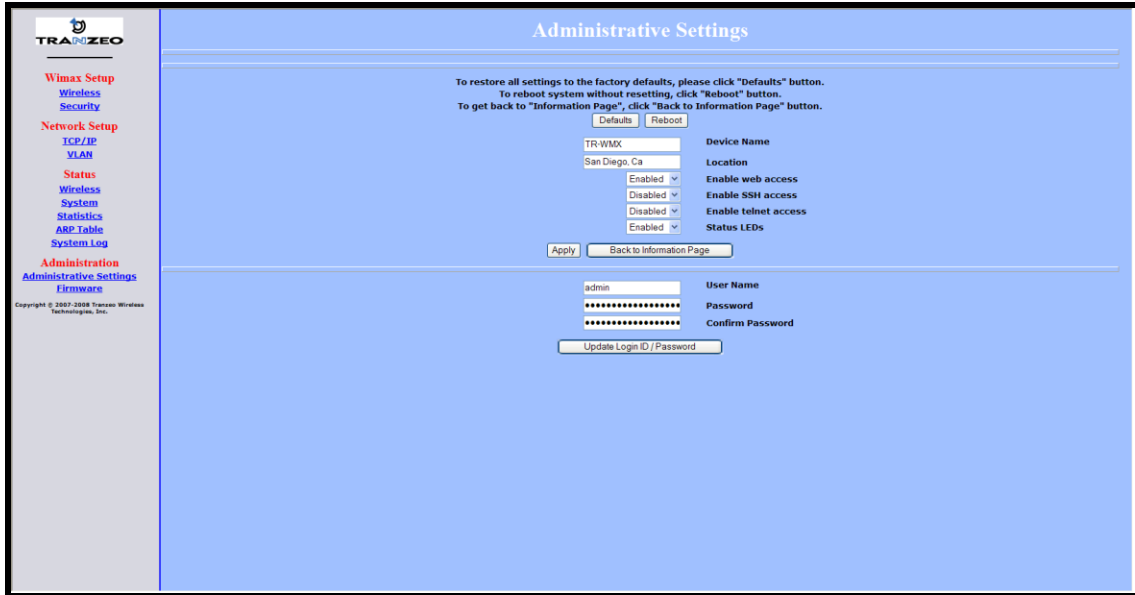 TRANZEO
Wimax Setup
Wireless
Security
Network Setup
TCP/IP
VLAN
Status
Wireless
System
Statistics
ARP Table
System Log
Administration
Administrative Settings
Firmware
Copyright © 2007-2008 Tranzeo Wireless
Technologies, Inc.
Administrative Settings
To restore all settings to the factory defaults, please click "Defaults" button.
To reboot system without resetting, click "Reboot" button.
To get back to "Information Page", click "Back to Information Page" button.
Defaults Reboot
TR-WMX Device Name
San Diego, Ca Location
Enabled Enable web access
Disabled Enable SSH access
Disabled Enable telnet access
Enabled Status LEDs
Apply Back to Information Page
admin User Name
•••••••••••••••••• Password
•••••••••••••••••• Confirm Password
Update Login ID / Password